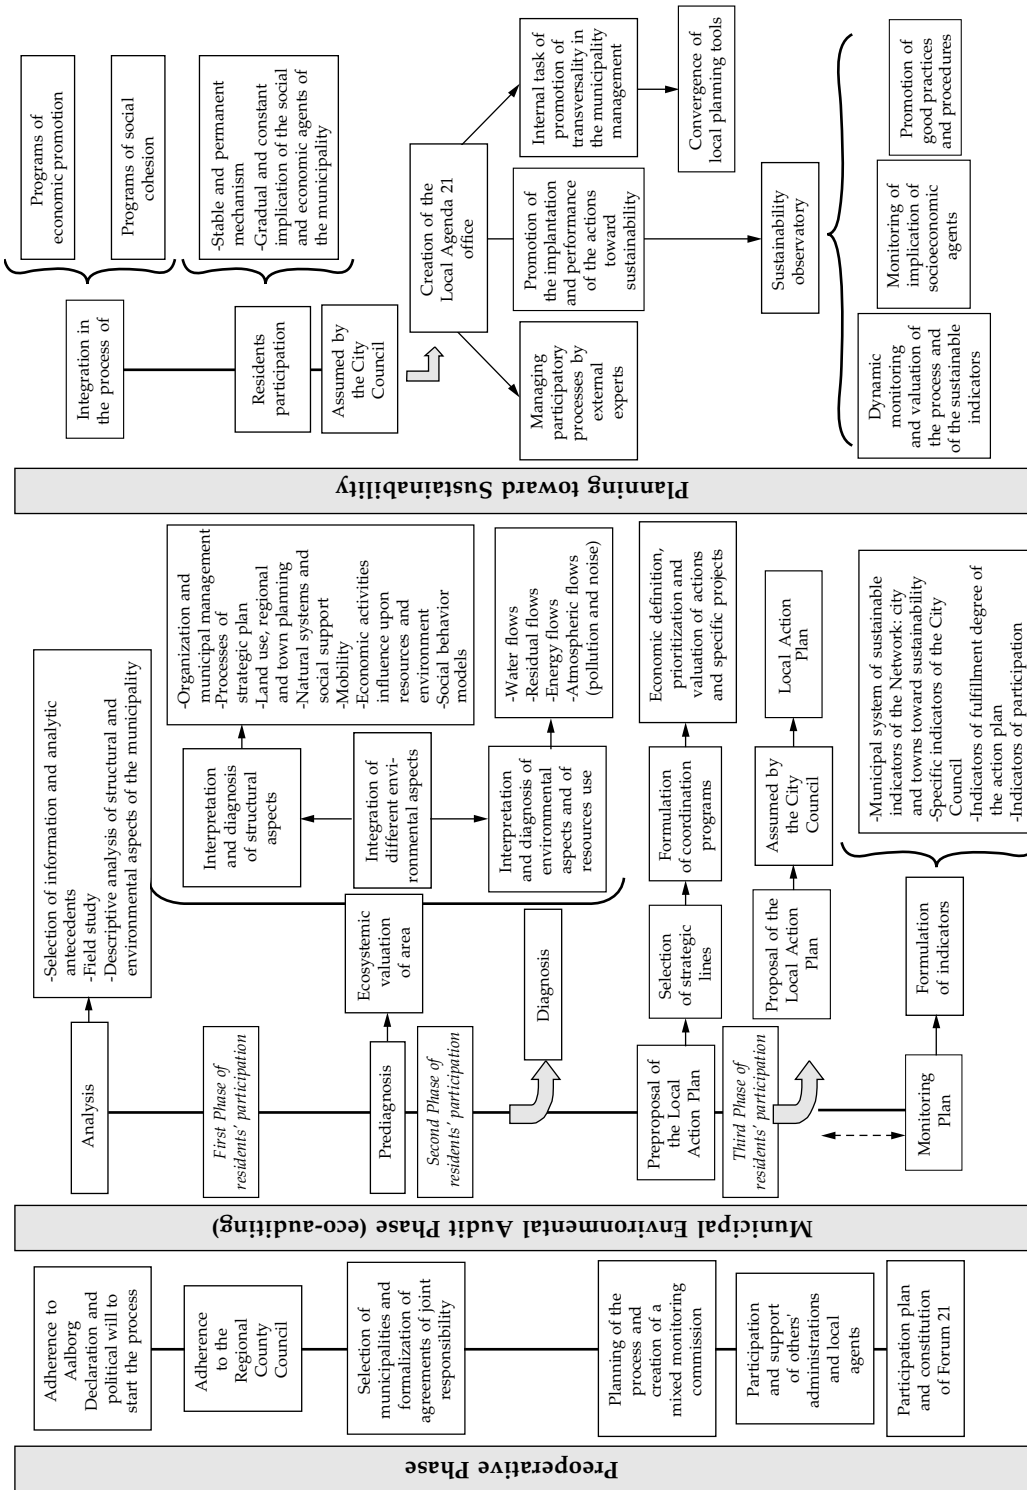 Preoperative Phase
Adherence to
Aalborg
Declaration and
political will to
start the process
Adherence
to the
Regional
County
Council
Selection of
municipalities and
formalization of
agreements of joint
responsibility
Planning of the
process and
creation of a
mixed monitoring
commission
Participation
and support
of others'
administrations
and local
agents
Participation plan
and constitution
of Forum 21
Municipal Environmental Audit Phase (eco-auditing)
Analysis
-Selection of information and analytic
antecedents
-Field study
-Descriptive analysis of structural and
environmental aspects of the municipality
First Phase of
residents' participation
Prediagnosis
Ecosystemic
valuation
of area
Integration of
different envi-
ronmental aspects
Interpretation
and diagnosis
of structural
aspects
-Organization and
municipal management
-Processes of
strategic plan
-Land use, regional
and town planning
-Natural systems and
social support
-Mobility
-Economic activities
influence upon
resources and
environment
-Social behavior
models
Interpretation
and diagnosis of
environmental
aspects and of
resources use
-Water flows
-Residual flows
-Energy flows
-Atmospheric flows
(pollution and noise)
Second Phase of
residents' participation
Diagnosis
Preproposal of
the Local
Action Plan
Selection
of strategic
lines
Formulation
of coordination
programs
Economic definition,
prioritization and
valuation of actions
and specific projects
Third Phase of
residents' participation
Proposal of the
Local Action
Plan
Assumed by
the City
Council
Local Action
Plan
Monitoring
Plan
Formulation
of indicators
-Municipal system of sustainable
indicators of the Network: city
and towns toward sustainability
-Specific indicators of the City
Council
-Indicators of fulfillment degree of
the action plan
-Indicators of participation
Planning toward Sustainability
Integration in
the process of
Programs of
economic promotion
Programs of social
cohesion
Residents
participation
-Stable and permanent
mechanism
-Gradual and constant
implication of the social
and economic agents of
the municipality
Assumed by
the City
Council
Creation of the
Local Agenda 21
office
Managing
participatory
processes by
external
experts
Promotion of
the implantation
and performance
of the actions
toward
sustainability
Internal task of
promotion of
transversality in
the municipality
management
Convergence of
local planning tools
Sustainability
observatory
Dynamic
monitoring
and valuation of
the process and
of the sustainable
indicators
Monitoring of
implication of
socioeconomic
agents
Promotion of
good practices
and procedures